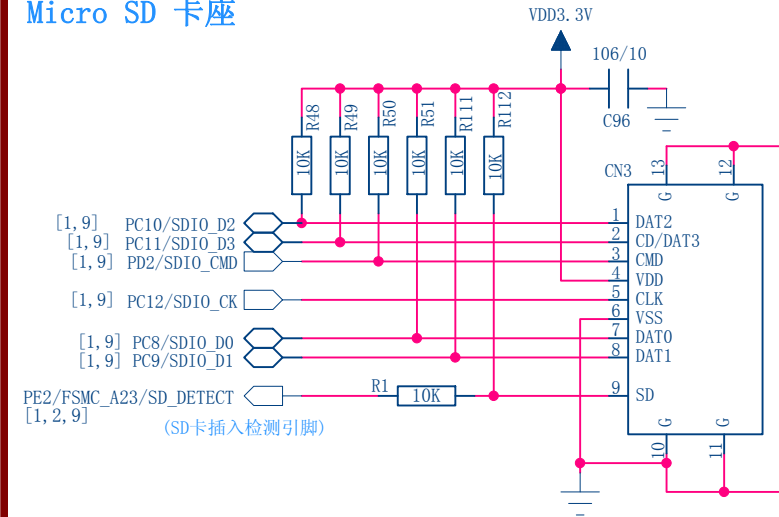 Micro SD 卡座
VDD3.3V
106/10
C96
R48
R49
R50
R51
R111
R112
10K
10K
10K
10K
10K
10K
CN3
13
12
G
G
[1,9] PC10/SDIO_D2
1 DAT2
[1,9] PC11/SDIO_D3
2 CD/DAT3
[1,9] PD2/SDIO_CMD
3 CMD
4 VDD
[1,9] PC12/SDIO_CK
5 CLK
6 VSS
[1,9] PC8/SDIO_D0
7 DAT0
[1,9] PC9/SDIO_D1
8 DAT1
PE2/FSMC_A23/SD_DETECT
R1
10K
9 SD
[1,2,9]
(SD卡插入检测引脚)
G
G
10
11